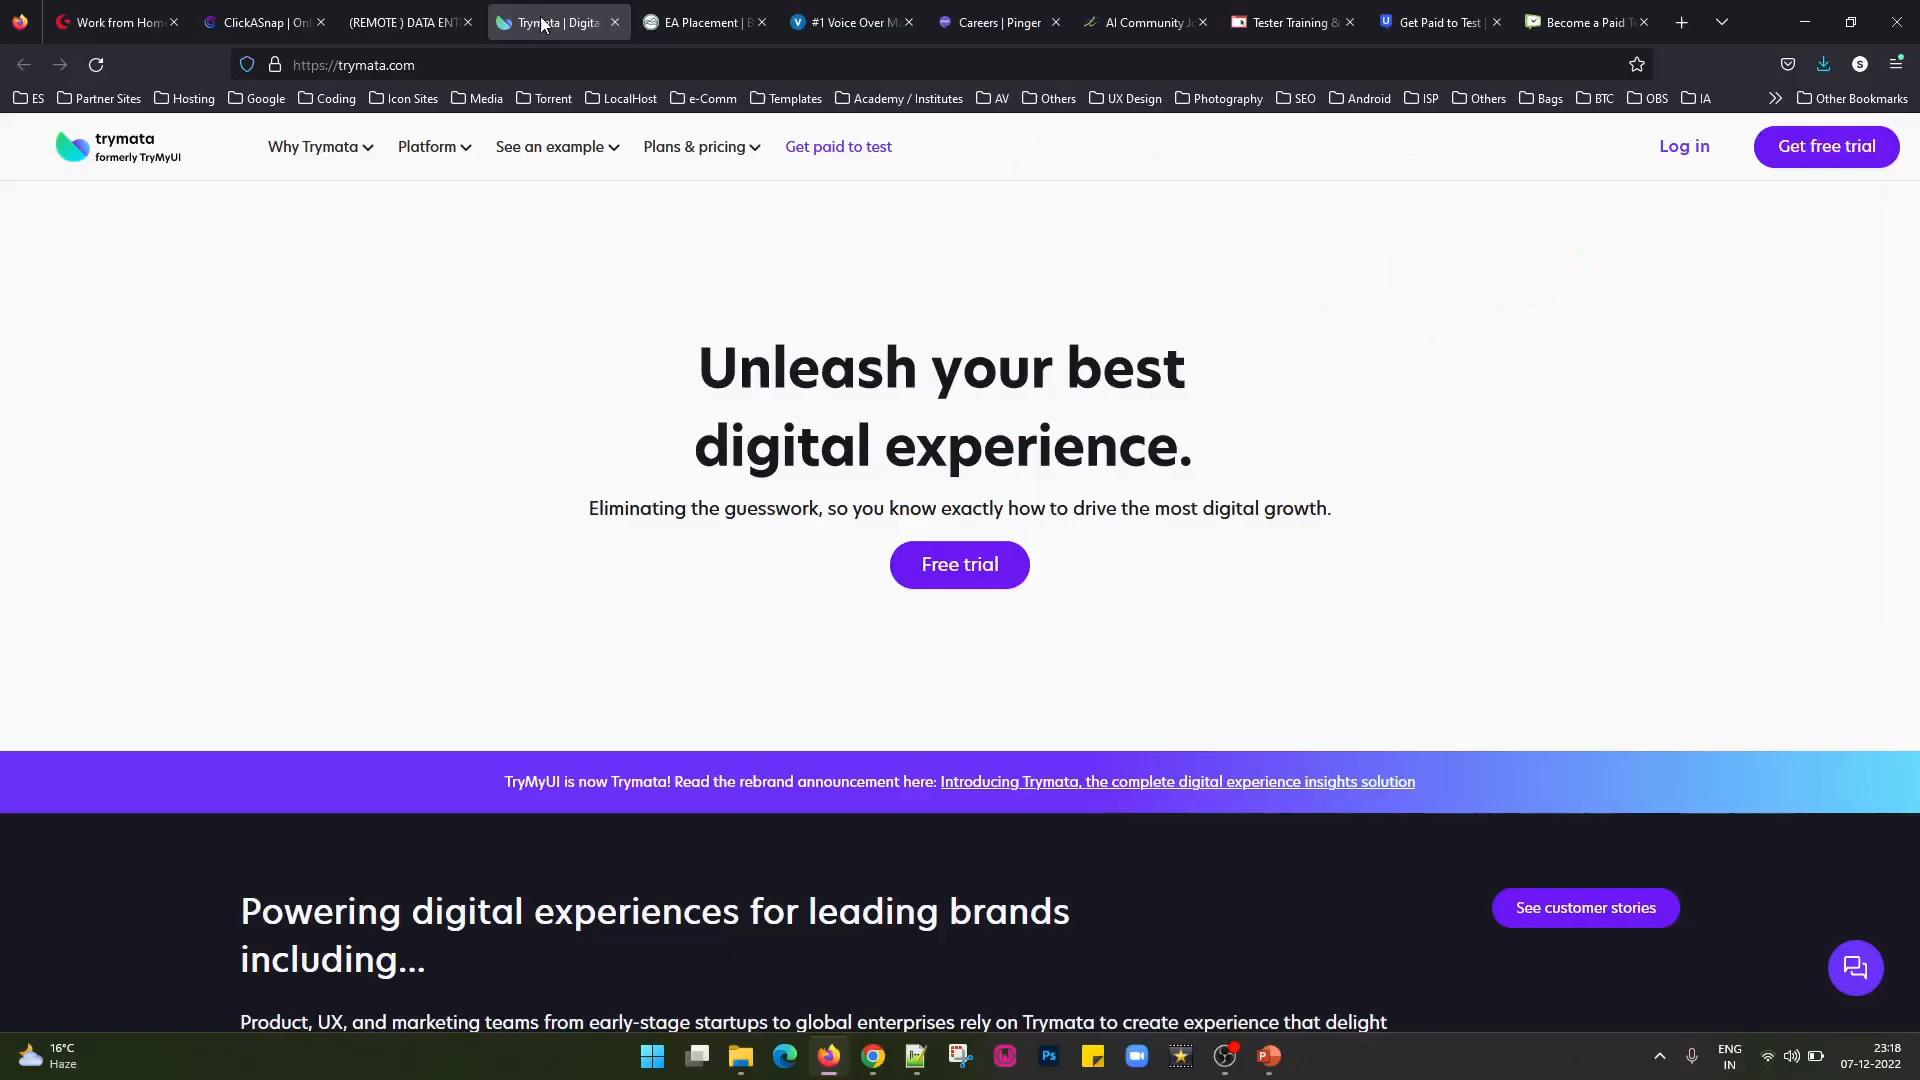 Work from Hom
ClickASnap | Onl
(REMOTE ) DATA ENT
Trymata | Digita
EA Placement | B
#1 Voice Over Ma
Careers | Pinger
AI Community Jo
Tester Training &
Get Paid to Test |
Become a Paid Te
https://trymata.com
S
ES
Partner Sites
Hosting
Google
Coding
Icon Sites
Media
Torrent
LocalHost
e-Comm
Templates
Academy / Institutes
AV
Others
UX Design
Photography
SEO
Android
ISP
Others
Bags
BTC
OBS
IA
Other Bookmarks
trymata
formerly TryMyUI
Why Trymata
Platform
See an example
Plans & pricing
Get paid to test
Log in
Get free trial
Unleash your best
digital experience.
Eliminating the guesswork, so you know exactly how to drive the most digital growth.
Free trial
TryMyUI is now Trymata! Read the rebrand announcement here: Introducing Trymata, the complete digital experience insights solution
Powering digital experiences for leading brands
including...
See customer stories
Product, UX, and marketing teams from early-stage startups to global enterprises rely on Trymata to create experience that delight
16°C
Haze
Ps
ENG
IN
23:18
07-12-2022